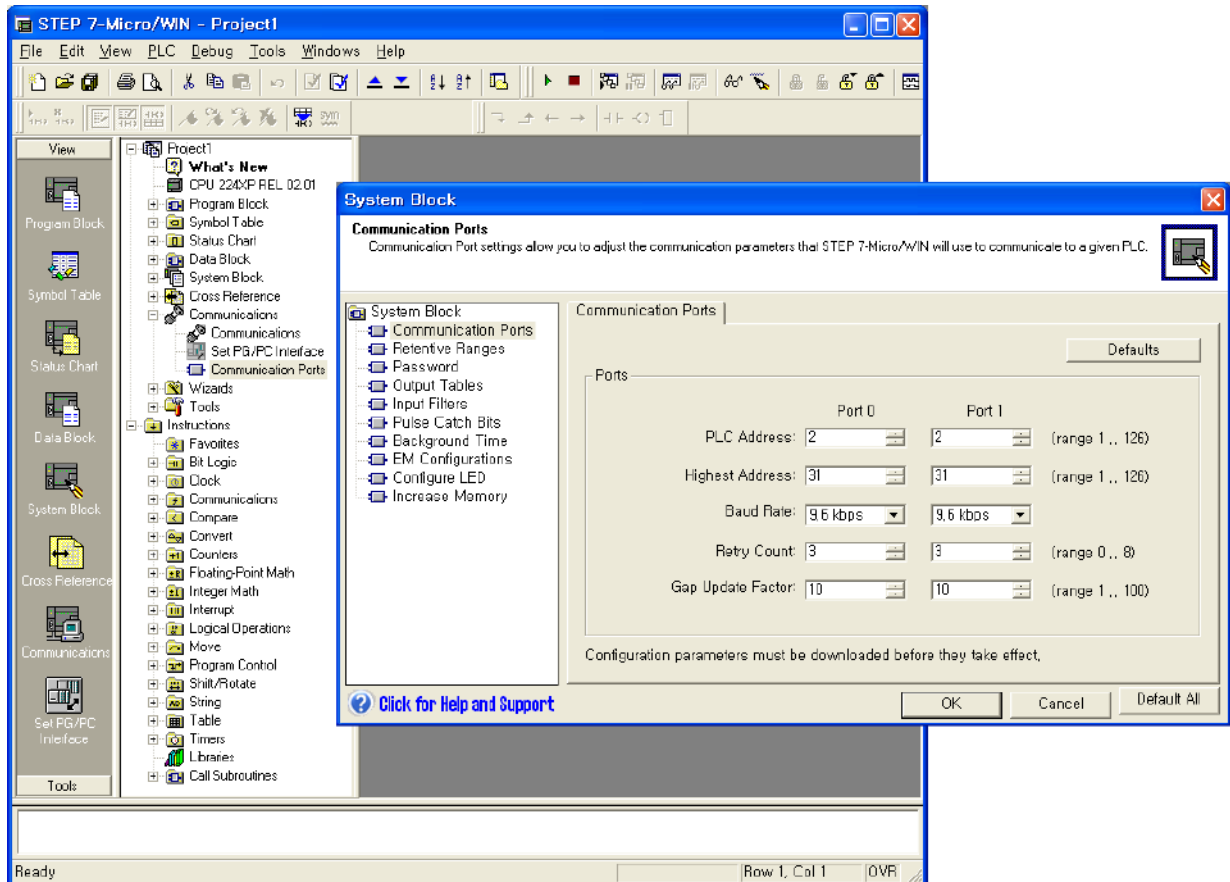 STEP 7-Micro/WIN - Project1
File Edit View PLC Debug Tools Windows Help
View
Program Block
Symbol Table
Status Chart
Data Block
System Block
Cross Reference
Communications
Set PG/PC
Interface
Tools
Project1
What's New
CPU 224XP REL 02.01
Program Block
Symbol Table
Status Chart
Data Block
System Block
Cross Reference
Communications
Communications
Set PG/PC Interface
Communication Ports
Wizards
Tools
Instructions
Favorites
Bit Logic
Clock
Communications
Compare
Convert
Counters
Floating-Point Math
Integer Math
Interrupt
Logical Operations
Move
Program Control
Shift/Rotate
String
Table
Timers
Libraries
Call Subroutines
System Block
Communication Ports
Communication Port settings allow you to adjust the communication parameters that STEP 7-Micro/WIN will use to communicate to a given PLC.
System Block
Communication Ports
Retentive Ranges
Password
Output Tables
Input Filters
Pulse Catch Bits
Background Time
EM Configurations
Configure LED
Increase Memory
Communication Ports
Defaults
Ports
Port 0 Port 1
PLC Address: 2 2 (range 1 .. 126)
Highest Address: 31 31 (range 1 .. 126)
Baud Rate: 9.6 kbps 9.6 kbps
Retry Count: 3 3 (range 0 .. 8)
Gap Update Factor: 10 10 (range 1 .. 100)
Configuration parameters must be downloaded before they take effect.
Click for Help and Support
OK Cancel Default All
Ready Row 1, Col 1 OVR